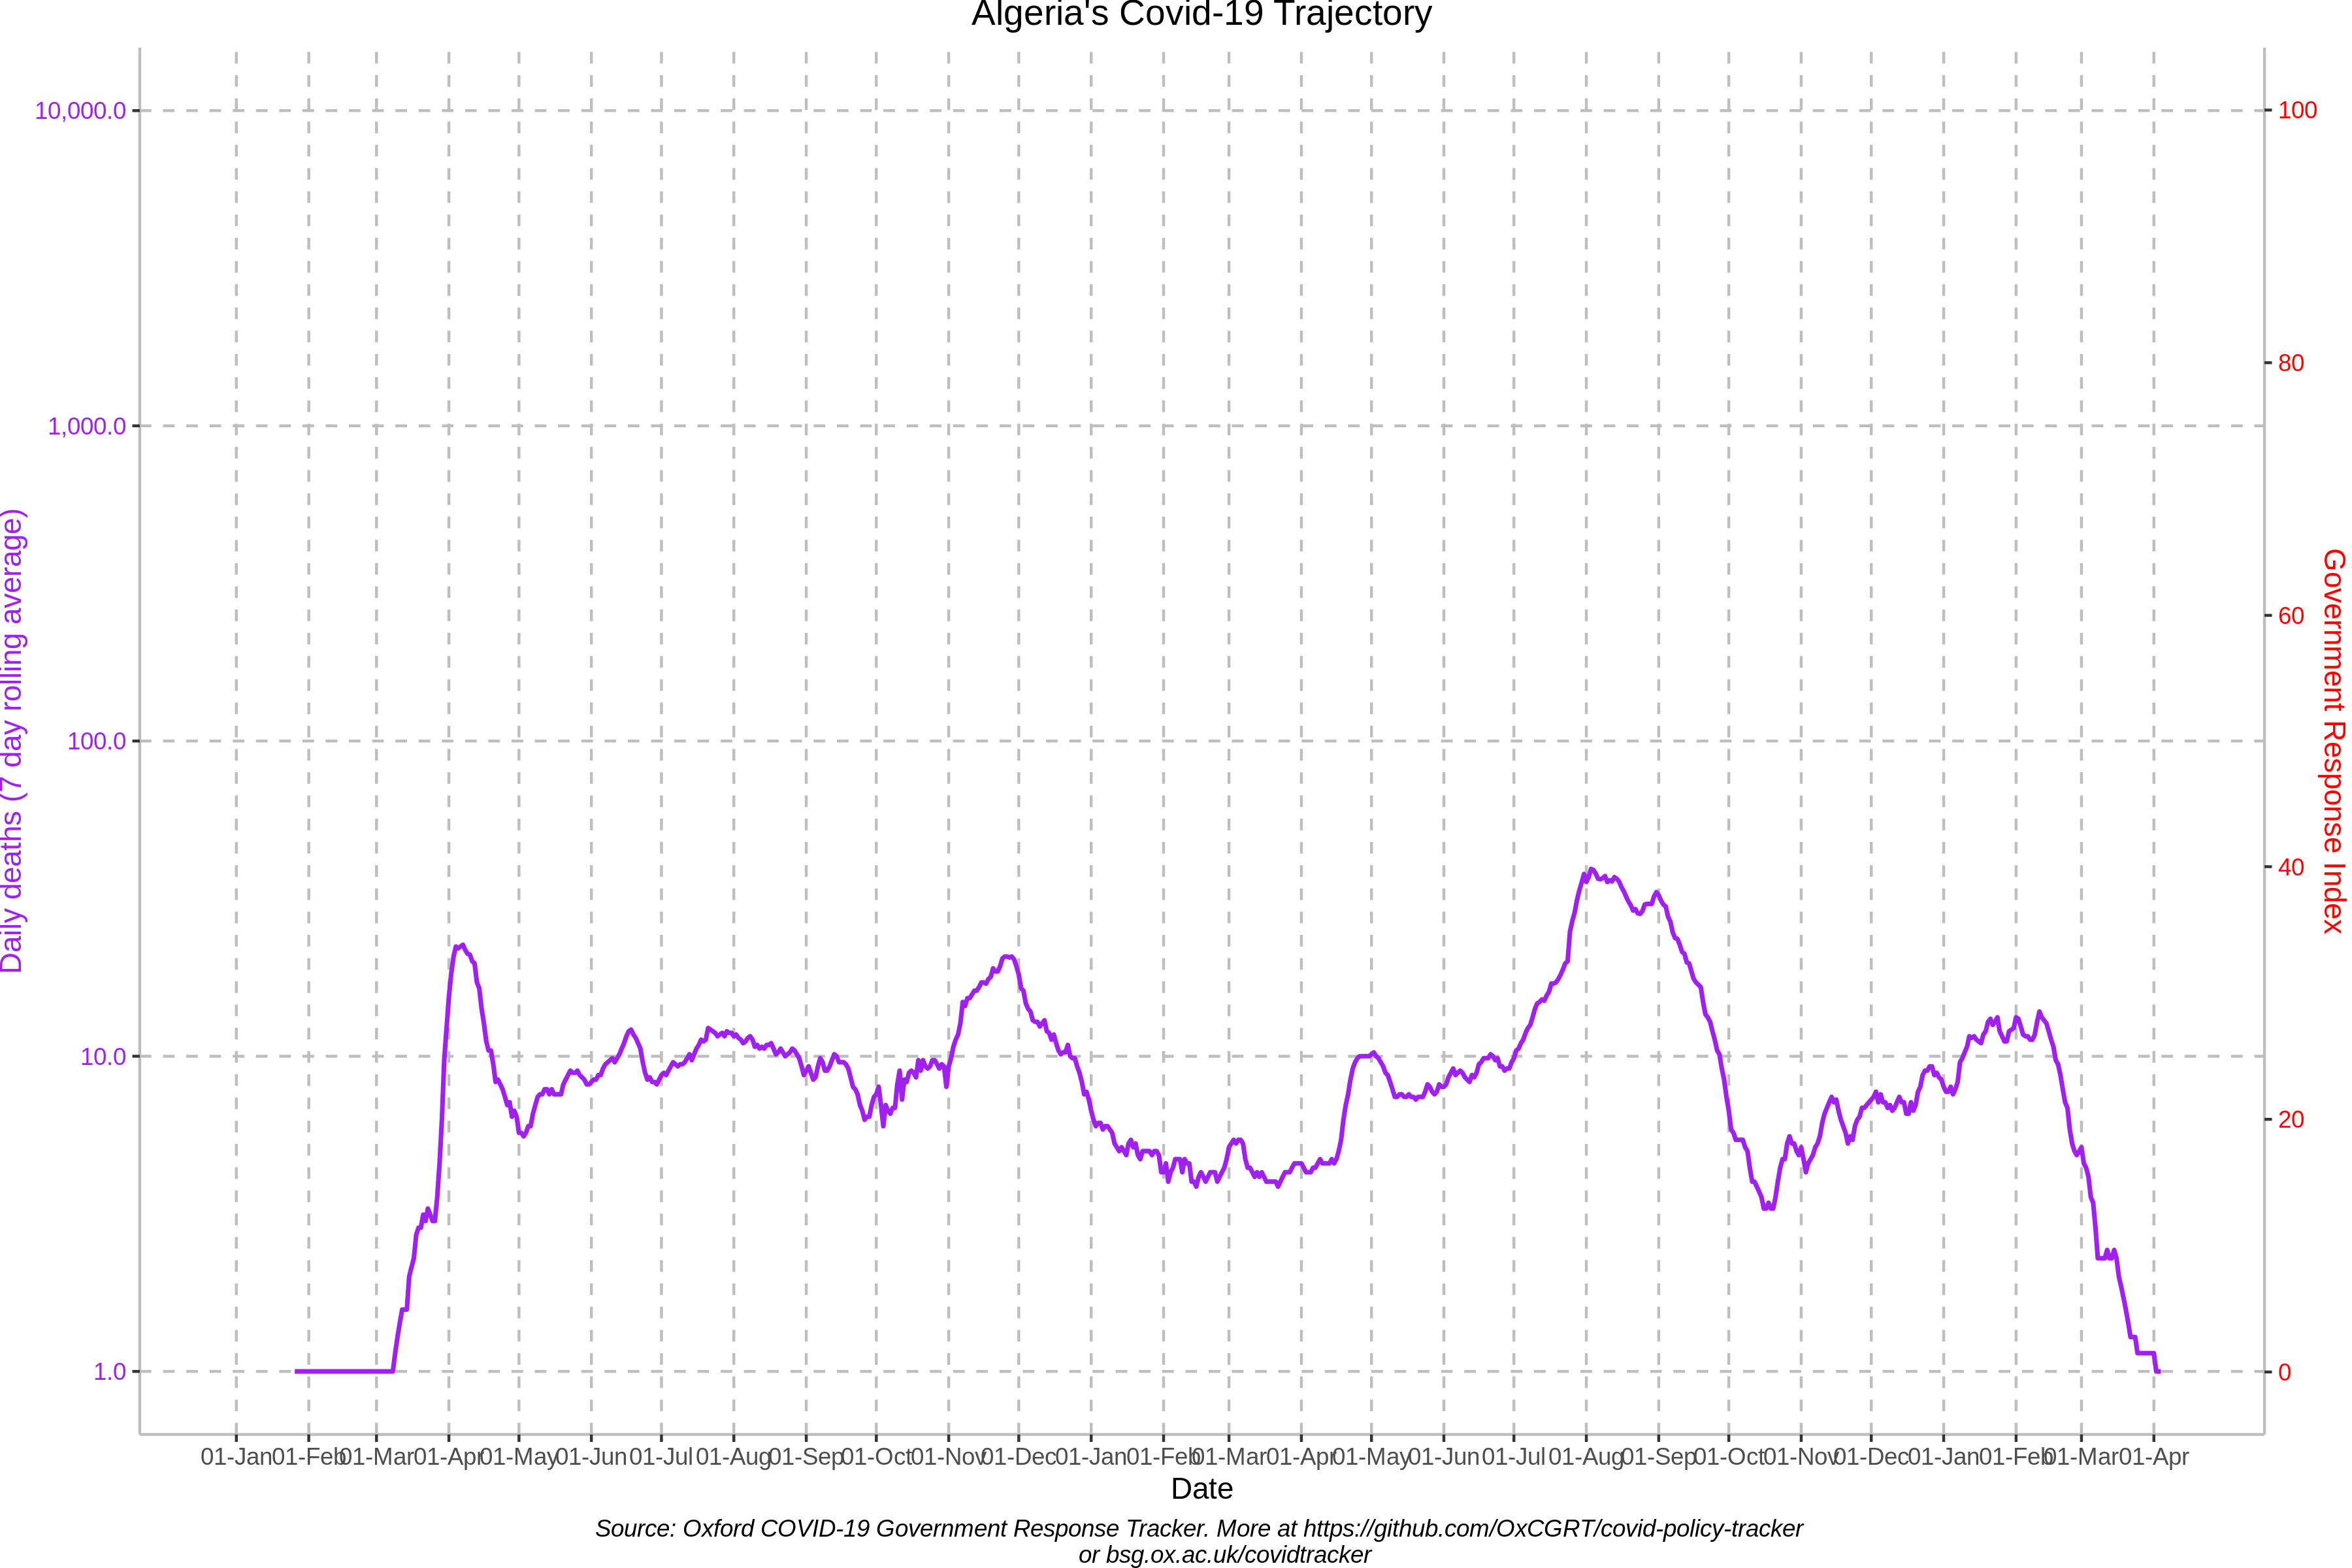 Algeria's Covid-19 Trajectory
10,000.0
1,000.0
100.0
10.0
1.0
Daily deaths (7 day rolling average)
100
80
60
40
20
0
Government Response Index
01-Jan 01-Feb 01-Mar 01-Apr 01-May 01-Jun 01-Jul 01-Aug 01-Sep 01-Oct 01-Nov 01-Dec 01-Jan 01-Feb 01-Mar 01-Apr 01-May 01-Jun 01-Jul 01-Aug 01-Sep 01-Oct 01-Nov 01-Dec 01-Jan 01-Feb 01-Mar 01-Apr
Date
Source: Oxford COVID-19 Government Response Tracker. More at https://github.com/OxCGRT/covid-policy-tracker
or bsg.ox.ac.uk/covidtracker